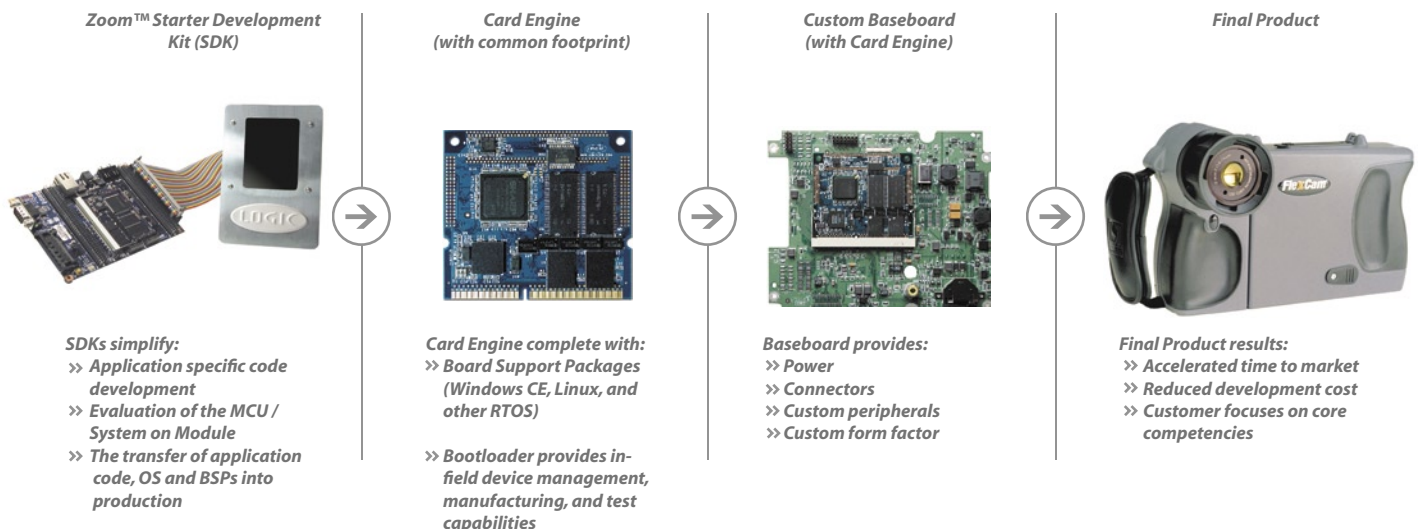 Zoom™ Starter Development
Kit (SDK)
Card Engine
(with common footprint)
Custom Baseboard
(with Card Engine)
Final Product
LOGIC
FlexCam
SDKs simplify:
» Application specific code
development
» Evaluation of the MCU /
System on Module
» The transfer of application
code, OS and BSPs into
production
Card Engine complete with:
» Board Support Packages
(Windows CE, Linux, and
other RTOS)
» Bootloader provides in-
field device management,
manufacturing, and test
capabilities
Baseboard provides:
» Power
» Connectors
» Custom peripherals
» Custom form factor
Final Product results:
» Accelerated time to market
» Reduced development cost
» Customer focuses on core
competencies